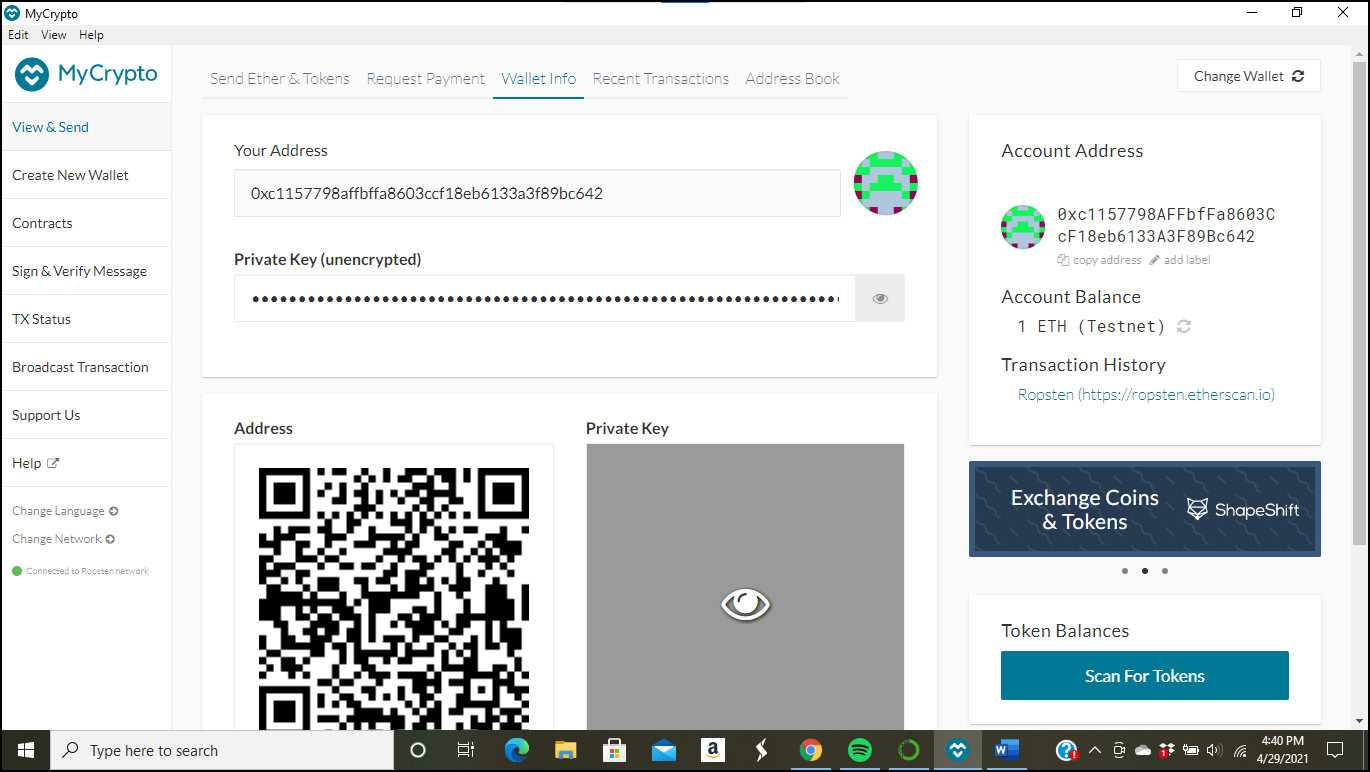 MyCrypto
Edit View Help
MyCrypto
Send Ether & Tokens Request Payment Wallet Info Recent Transactions Address Book
Change Wallet
View & Send
Create New Wallet
Contracts
Sign & Verify Message
TX Status
Broadcast Transaction
Support Us
Help
Change Language
Change Network
Connected to Ropsten network
Your Address
0xc1157798affbffa8603ccf18eb6133a3f89bc642
Private Key (unencrypted)
Address
Private Key
Account Address
0xc1157798AFFbfFa8603C
cF18eb6133A3F89Bc642
copy address add label
Account Balance
1 ETH (Testnet)
Transaction History
Ropsten (https://ropsten.etherscan.io)
Exchange Coins
& Tokens
ShapeShift
Token Balances
Scan For Tokens
Type here to search
4:40 PM
4/29/2021